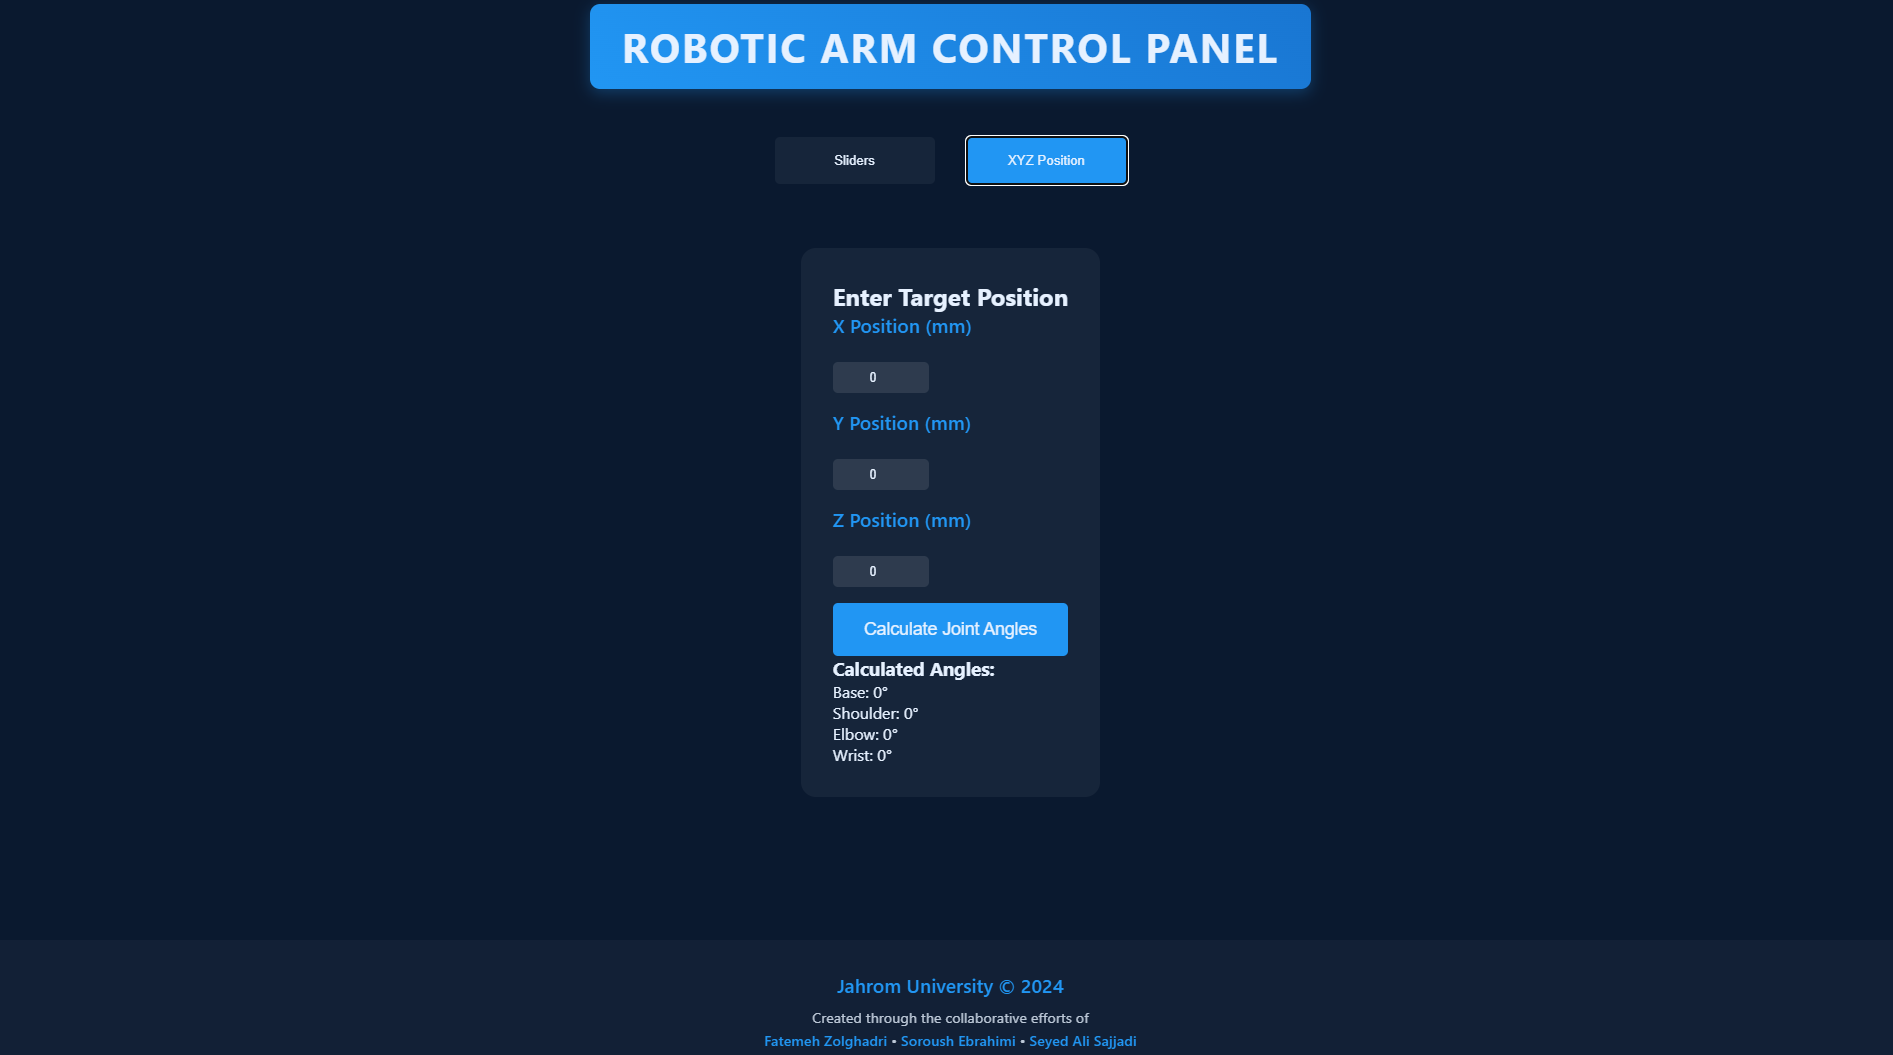 ROBOTIC ARM CONTROL PANEL
Sliders
XYZ Position
Enter Target Position
X Position (mm)
0
Y Position (mm)
0
Z Position (mm)
0
Calculate Joint Angles
Calculated Angles:
Base: 0°
Shoulder: 0°
Elbow: 0°
Wrist: 0°
Jahrom University © 2024
Created through the collaborative efforts of
Fatemeh Zolghadri • Soroush Ebrahimi • Seyed Ali Sajjadi